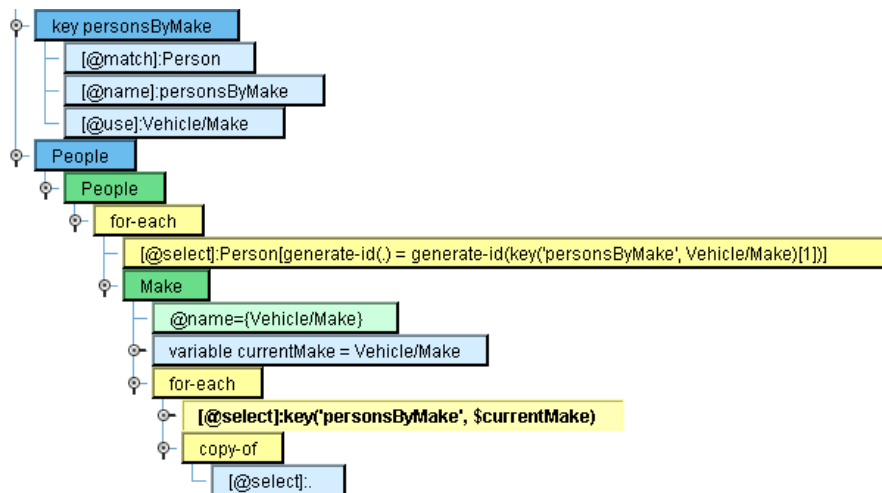 key personsByMake
[@match]:Person
[@name]:personsByMake
[@use]:Vehicle/Make
People
People
for-each
[@select]:Person[generate-id(.) = generate-id(key('personsByMake', Vehicle/Make)[1])]
Make
@name={Vehicle/Make}
variable currentMake = Vehicle/Make
for-each
[@select]:key('personsByMake', $currentMake)
copy-of
[@select]:.